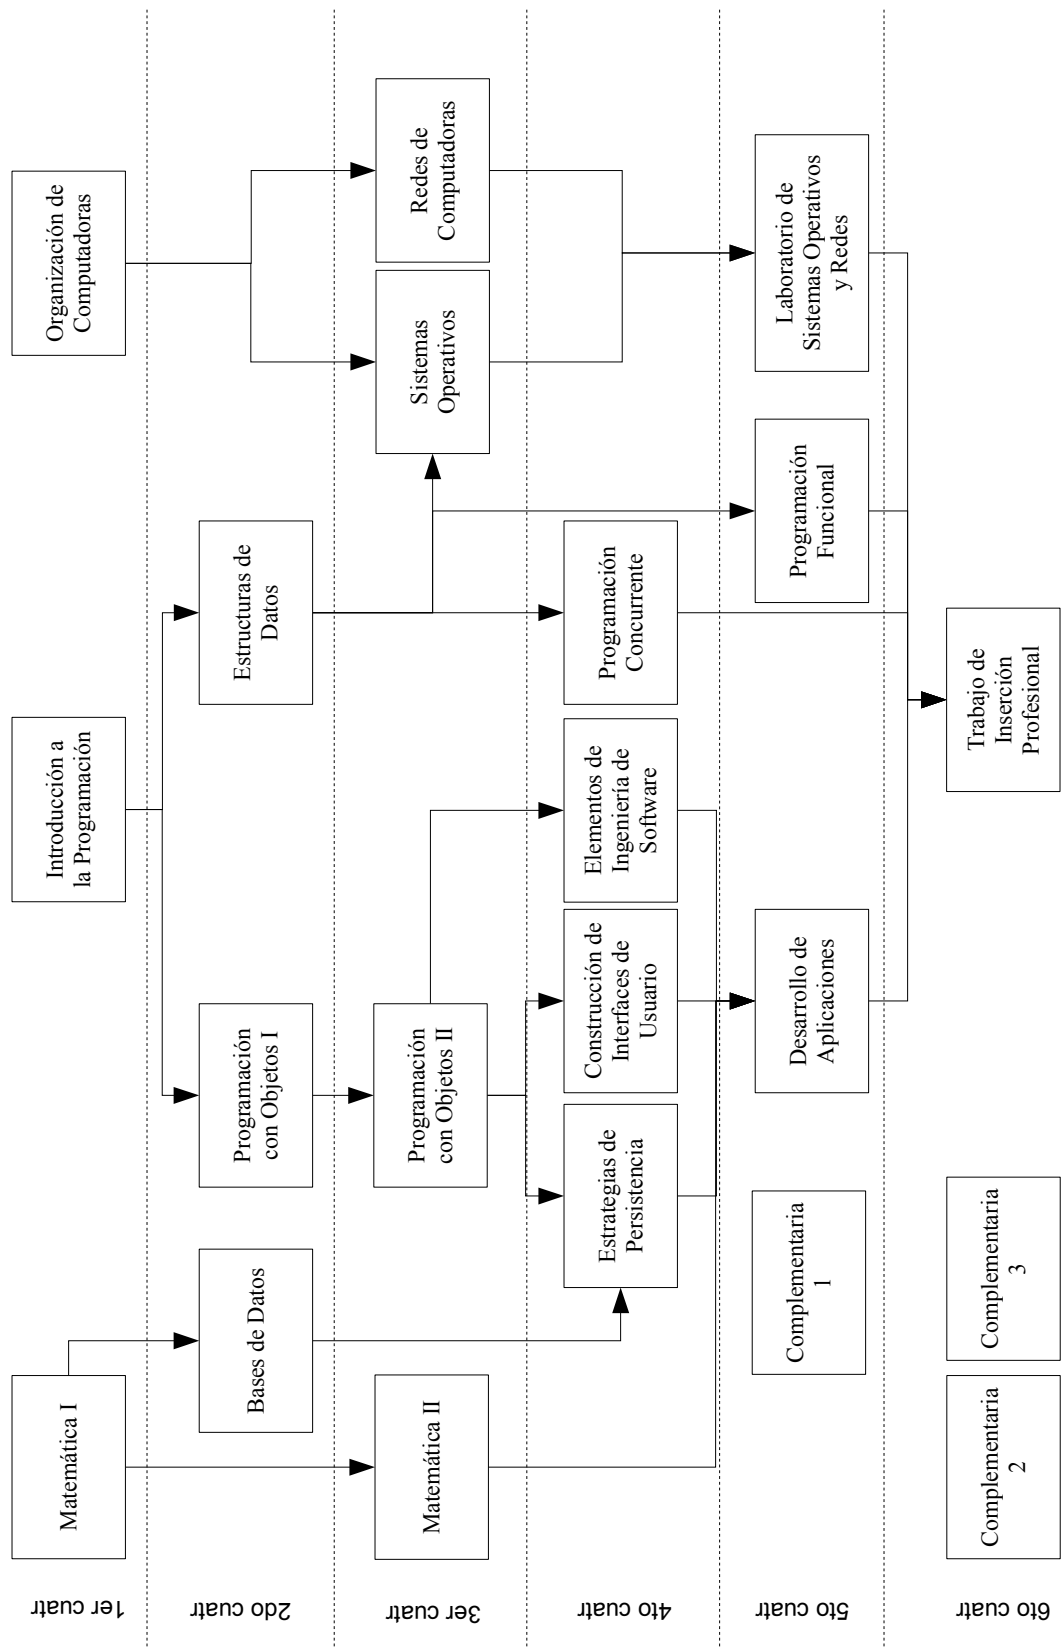 1er cuatr
Matemática I
Introducción a
la Programación
Organización de
Computadoras
2do cuatr
Bases de Datos
Programación
con Objetos I
Estructuras de
Datos
3er cuatr
Matemática II
Programación
con Objetos II
Sistemas
Operativos
Redes de
Computadoras
4to cuatr
Estrategias de
Persistencia
Construcción de
Interfaces de
Usuario
Elementos de
Ingeniería de
Software
Programación
Concurrente
5to cuatr
Complementaria
1
Desarrollo de
Aplicaciones
Programación
Funcional
Laboratorio de
Sistemas Operativos
y Redes
6to cuatr
Complementaria
2
Complementaria
3
Trabajo de
Inserción
Profesional